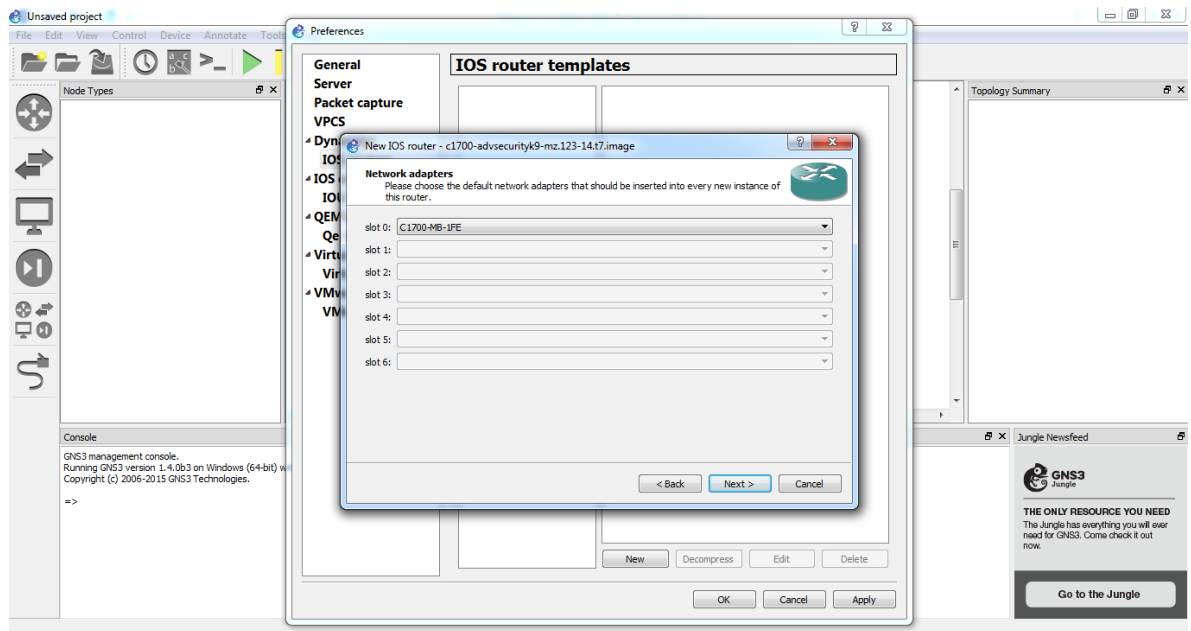 Unsaved project
File Edit View Control Device Annotate Tools
Preferences
General
Server
Packet capture
VPCS
IOS router templates
Node Types
Topology Summary
New IOS router - c1700-advsecurityk9-mz.123-14.t7.image
Network adapters
Please choose the default network adapters that should be inserted into every new instance of
this router.
slot 0: C1700-MB-1FE
slot 1:
slot 2:
slot 3:
slot 4:
slot 5:
slot 6:
< Back Next > Cancel
New Decompress Edit Delete
OK Cancel Apply
Console
GNS3 management console.
Running GNS3 version 1.4.0b3 on Windows (64-bit) w
Copyright (c) 2006-2015 GNS3 Technologies.
=>
Jungle Newsfeed
GNS3
Jungle
THE ONLY RESOURCE YOU NEED
The Jungle has everything you will ever
need for GNS3. Come check it out
now.
Go to the Jungle